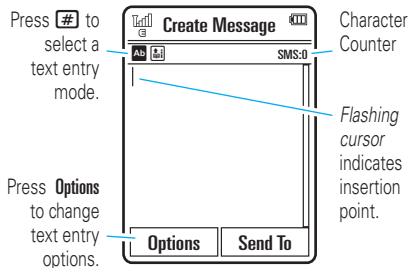 Press # to
select a
text entry
mode.
Create Message
Ab
SMS:0
Character
Counter
Flashing
cursor
indicates
insertion
point.
Press Options
to change
text entry
options.
Options
Send To